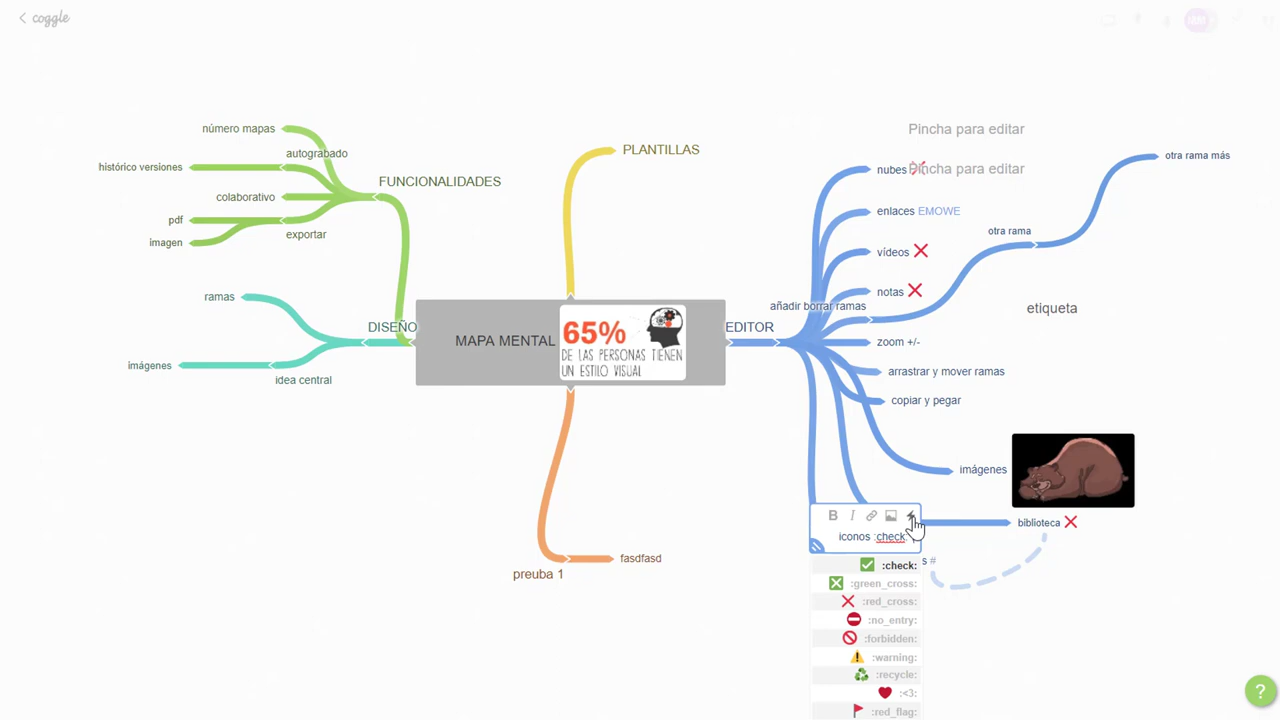 coggle
número mapas
autograbado
histórico versiones
colaborativo
pdf
exportar
imagen
FUNCIONALIDADES
ramas
DISEÑO
imágenes
idea central
MAPA MENTAL
65%
DE LAS PERSONAS TIENEN
UN ESTILO VISUAL
PLANTILLAS
preuba 1
fasdfasd
EDITOR
Pincha para editar
Pincha para editar
nubes
enlaces EMOWE
vídeos
notas
añadir borrar ramas
otra rama
otra rama más
etiqueta
zoom +/-
arrastrar y mover ramas
copiar y pegar
imágenes
biblioteca
B I
iconos :check:
s #
:check:
:green_cross:
:red_cross:
:no_entry:
:forbidden:
:warning:
:recycle:
:<3:
:red_flag:
?